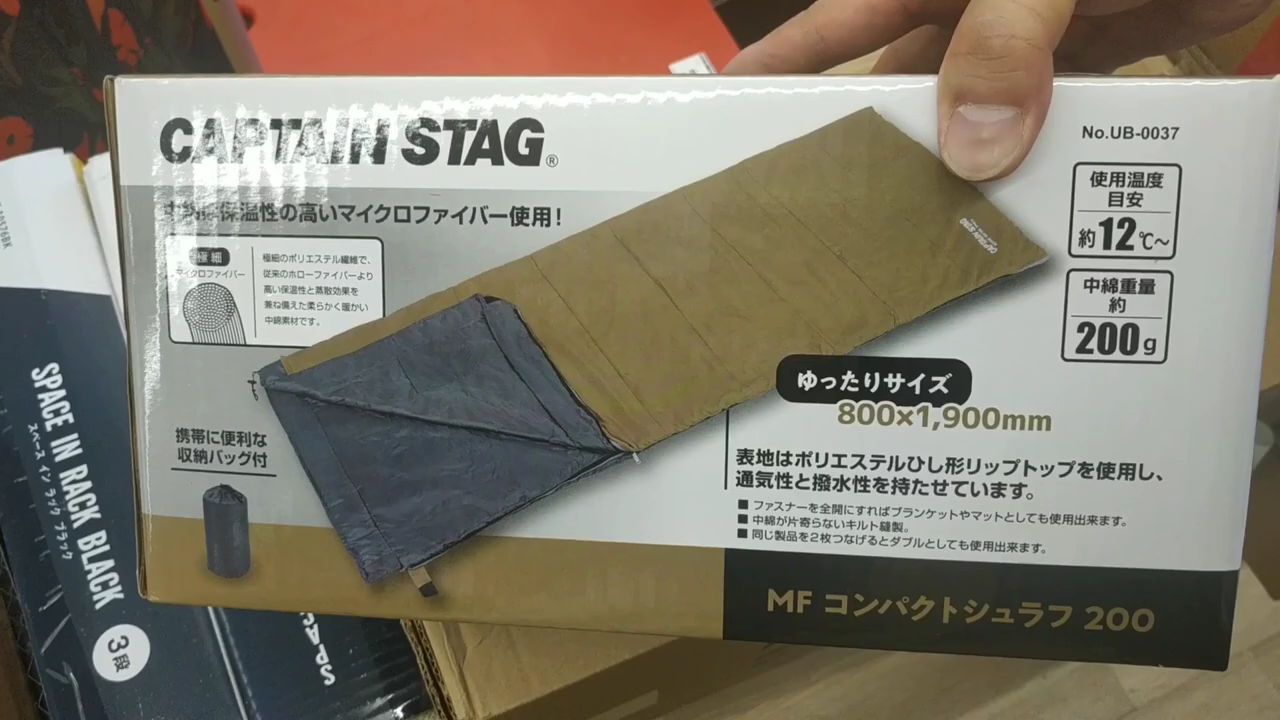 CAPTAIN STAG®
No.UB-0037
保温性の高いマイクロファイバー使用!
極細
マイクロファイバー
極細のポリエステル繊維で、
従来のホローファイバーより
高い保温性と蒸散効果を
兼ね備えた柔らかく暖かい
中綿素材です。
使用温度
目安
約12℃~
中綿重量
約
200g
CAPTAIN STAG
ゆったりサイズ
800×1,900mm
携帯に便利な
収納バッグ付
表地はポリエステルひし形リップトップを使用し、
通気性と撥水性を持たせています。
■ ファスナーを全開にすればブランケットやマットとしても使用出来ます。
■ 中綿が片寄らないキルト縫製。
■ 同じ製品を2枚つなげるとダブルとしても使用出来ます。
MF コンパクトシュラフ 200
SPACE IN RACK BLACK
スペース イン ラック ブラック
3段